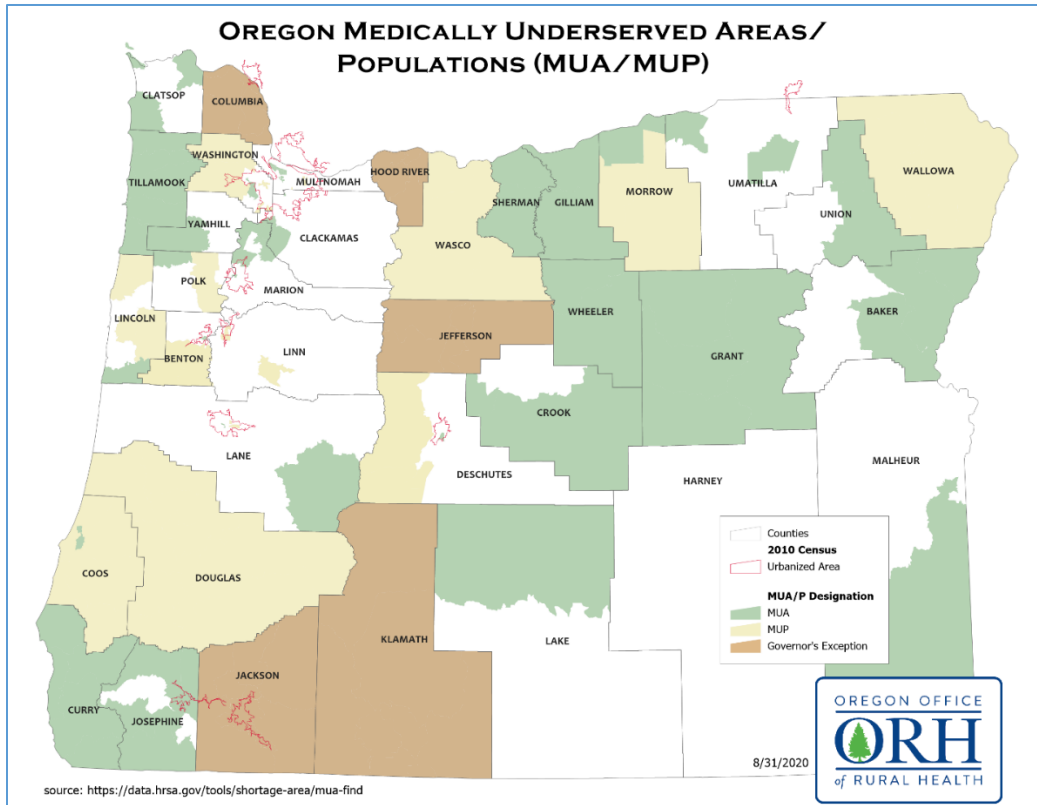 OREGON MEDICALLY UNDERSERVED AREAS/
POPULATIONS (MUA/MUP)
CLATSOP
COLUMBIA
WASHINGTON
TILLAMOOK
MULTNOMAH
HOOD RIVER
SHERMAN
GILLIAM
MORROW
UMATILLA
WALLOWA
UNION
YAMHILL
CLACKAMAS
WASCO
POLK
MARION
LINCOLN
BENTON
LINN
JEFFERSON
WHEELER
GRANT
BAKER
CROOK
LANE
DESCHUTES
HARNEY
MALHEUR
COOS
DOUGLAS
KLAMATH
LAKE
CURRY
JOSEPHINE
JACKSON
Counties
2010 Census
Urbanized Area
MUA/P Designation
MUA
MUP
Governor's Exception
OREGON OFFICE
ORH
of RURAL HEALTH
8/31/2020
source: https://data.hrsa.gov/tools/shortage-area/mua-find